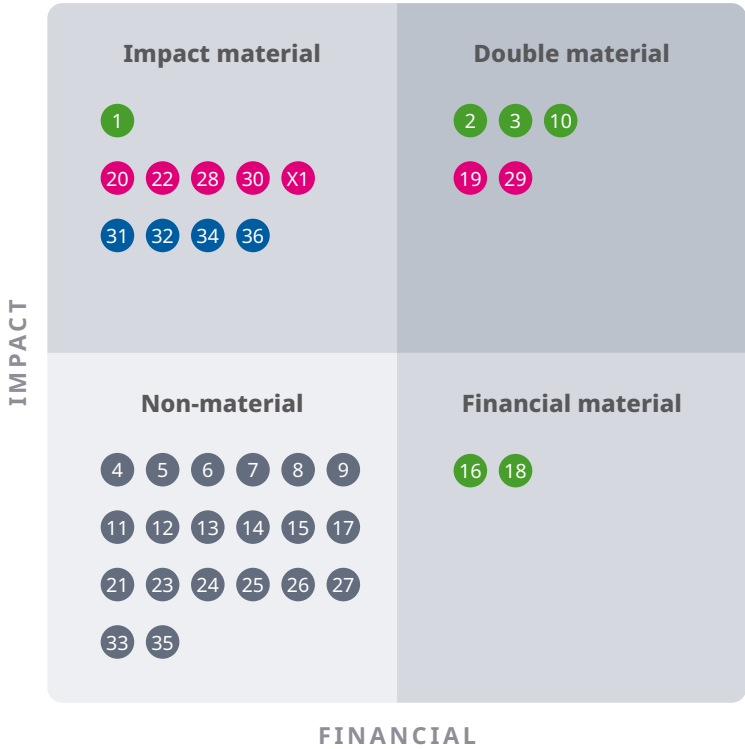 Impact material
1
20 22 28 30 X1
31 32 34 36
Double material
2 3 10
19 29
IMPACT
Non-material
4 5 6 7 8 9
11 12 13 14 15 17
21 23 24 25 26 27
33 35
Financial material
16 18
FINANCIAL